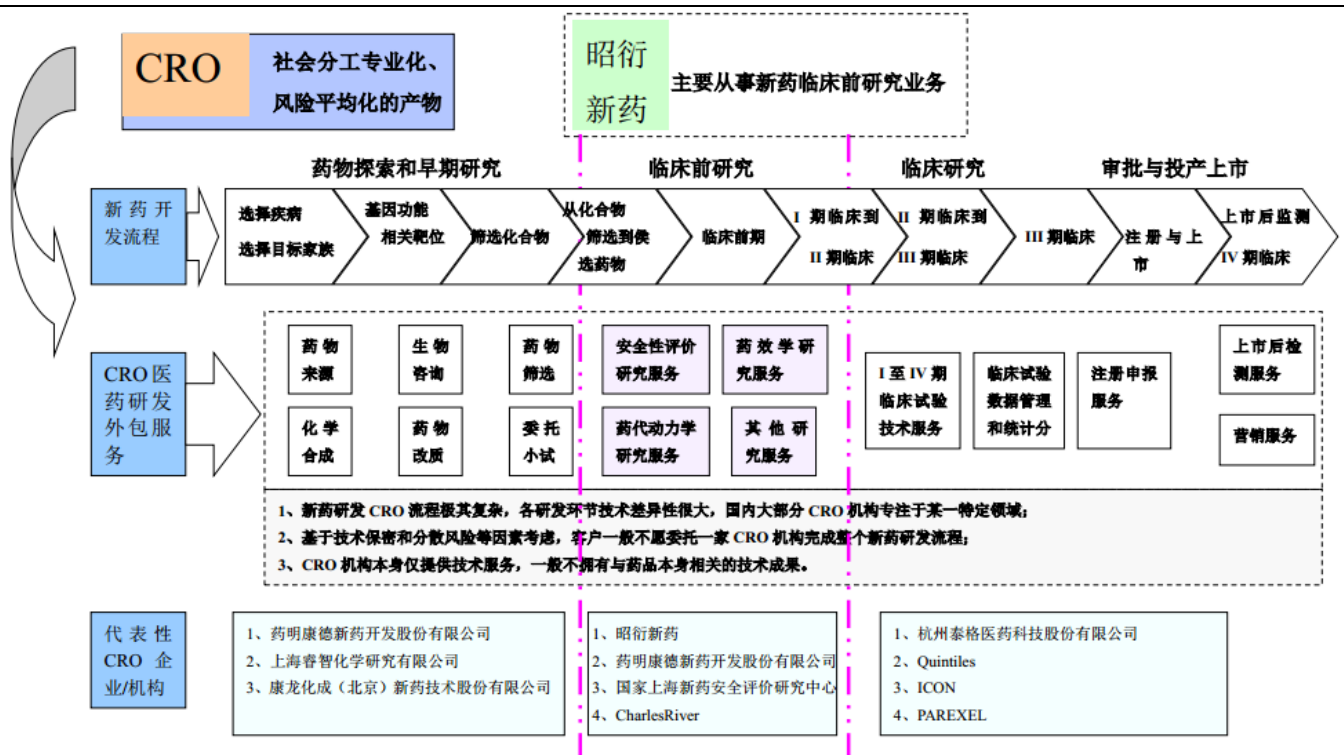 CRO
社会分工专业化、
风险平均化的产物
昭衍
新药
主要从事新药临床前研究业务
药物探索和早期研究
临床前研究
临床研究
审批与投产上市
新药开
发流程
选择疾病
选择目标家族
基因功能
相关靶位
筛选化合物
从化合物
筛选到侯
选药物
临床前期
I 期临床到
II 期临床
II 期临床到
III 期临床
III 期临床
注册与上
市
上市后监测
IV 期临床
CRO 医
药研发
外包服
务
药物
来源
生物
咨询
药物
筛选
安全性评价
研究服务
药效学研
究服务
化学
合成
药物
改质
委托
小试
药代动力学
研究服务
其他研
究服务
I 至 IV 期
临床试验
技术服务
临床试验
数据管理
和统计分
注册申报
服务
上市后检
测服务
营销服务
1、新药研发 CRO 流程极其复杂，各研发环节技术差异性很大，国内大部分 CRO 机构专注于某一特定领域；
2、基于技术保密和分散风险等因素考虑，客户一般不愿委托一家 CRO 机构完成整个新药研发流程；
3、CRO 机构本身仅提供技术服务，一般不拥有与药品本身相关的技术成果。
代表性
CRO 企
业/机构
1、药明康德新药开发股份有限公司
2、上海睿智化学研究有限公司
3、康龙化成（北京）新药技术股份有限公司
1、昭衍新药
2、药明康德新药开发股份有限公司
3、国家上海新药安全评价研究中心
4、CharlesRiver
1、杭州泰格医药科技股份有限公司
2、Quintiles
3、ICON
4、PAREXEL